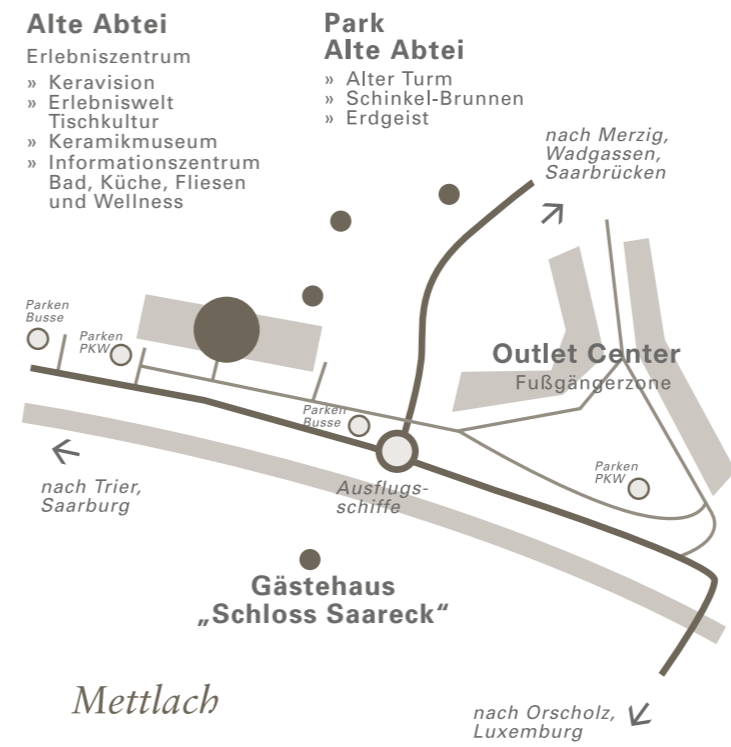 Alte Abtei
Erlebniszentrum
» Keravision
» Erlebniswelt
Tischkultur
» Keramikmuseum
» Informationszentrum
Bad, Küche, Fliesen
und Wellness
Park
Alte Abtei
» Alter Turm
» Schinkel-Brunnen
» Erdgeist
nach Merzig,
Wadgassen,
Saarbrücken
Parken
Busse
Parken
PKW
Outlet Center
Fußgängerzone
Parken
Busse
Parken
PKW
nach Trier,
Saarburg
Ausflugs-
schiffe
Gästehaus
„Schloss Saareck“
Mettlach
nach Orscholz,
Luxemburg